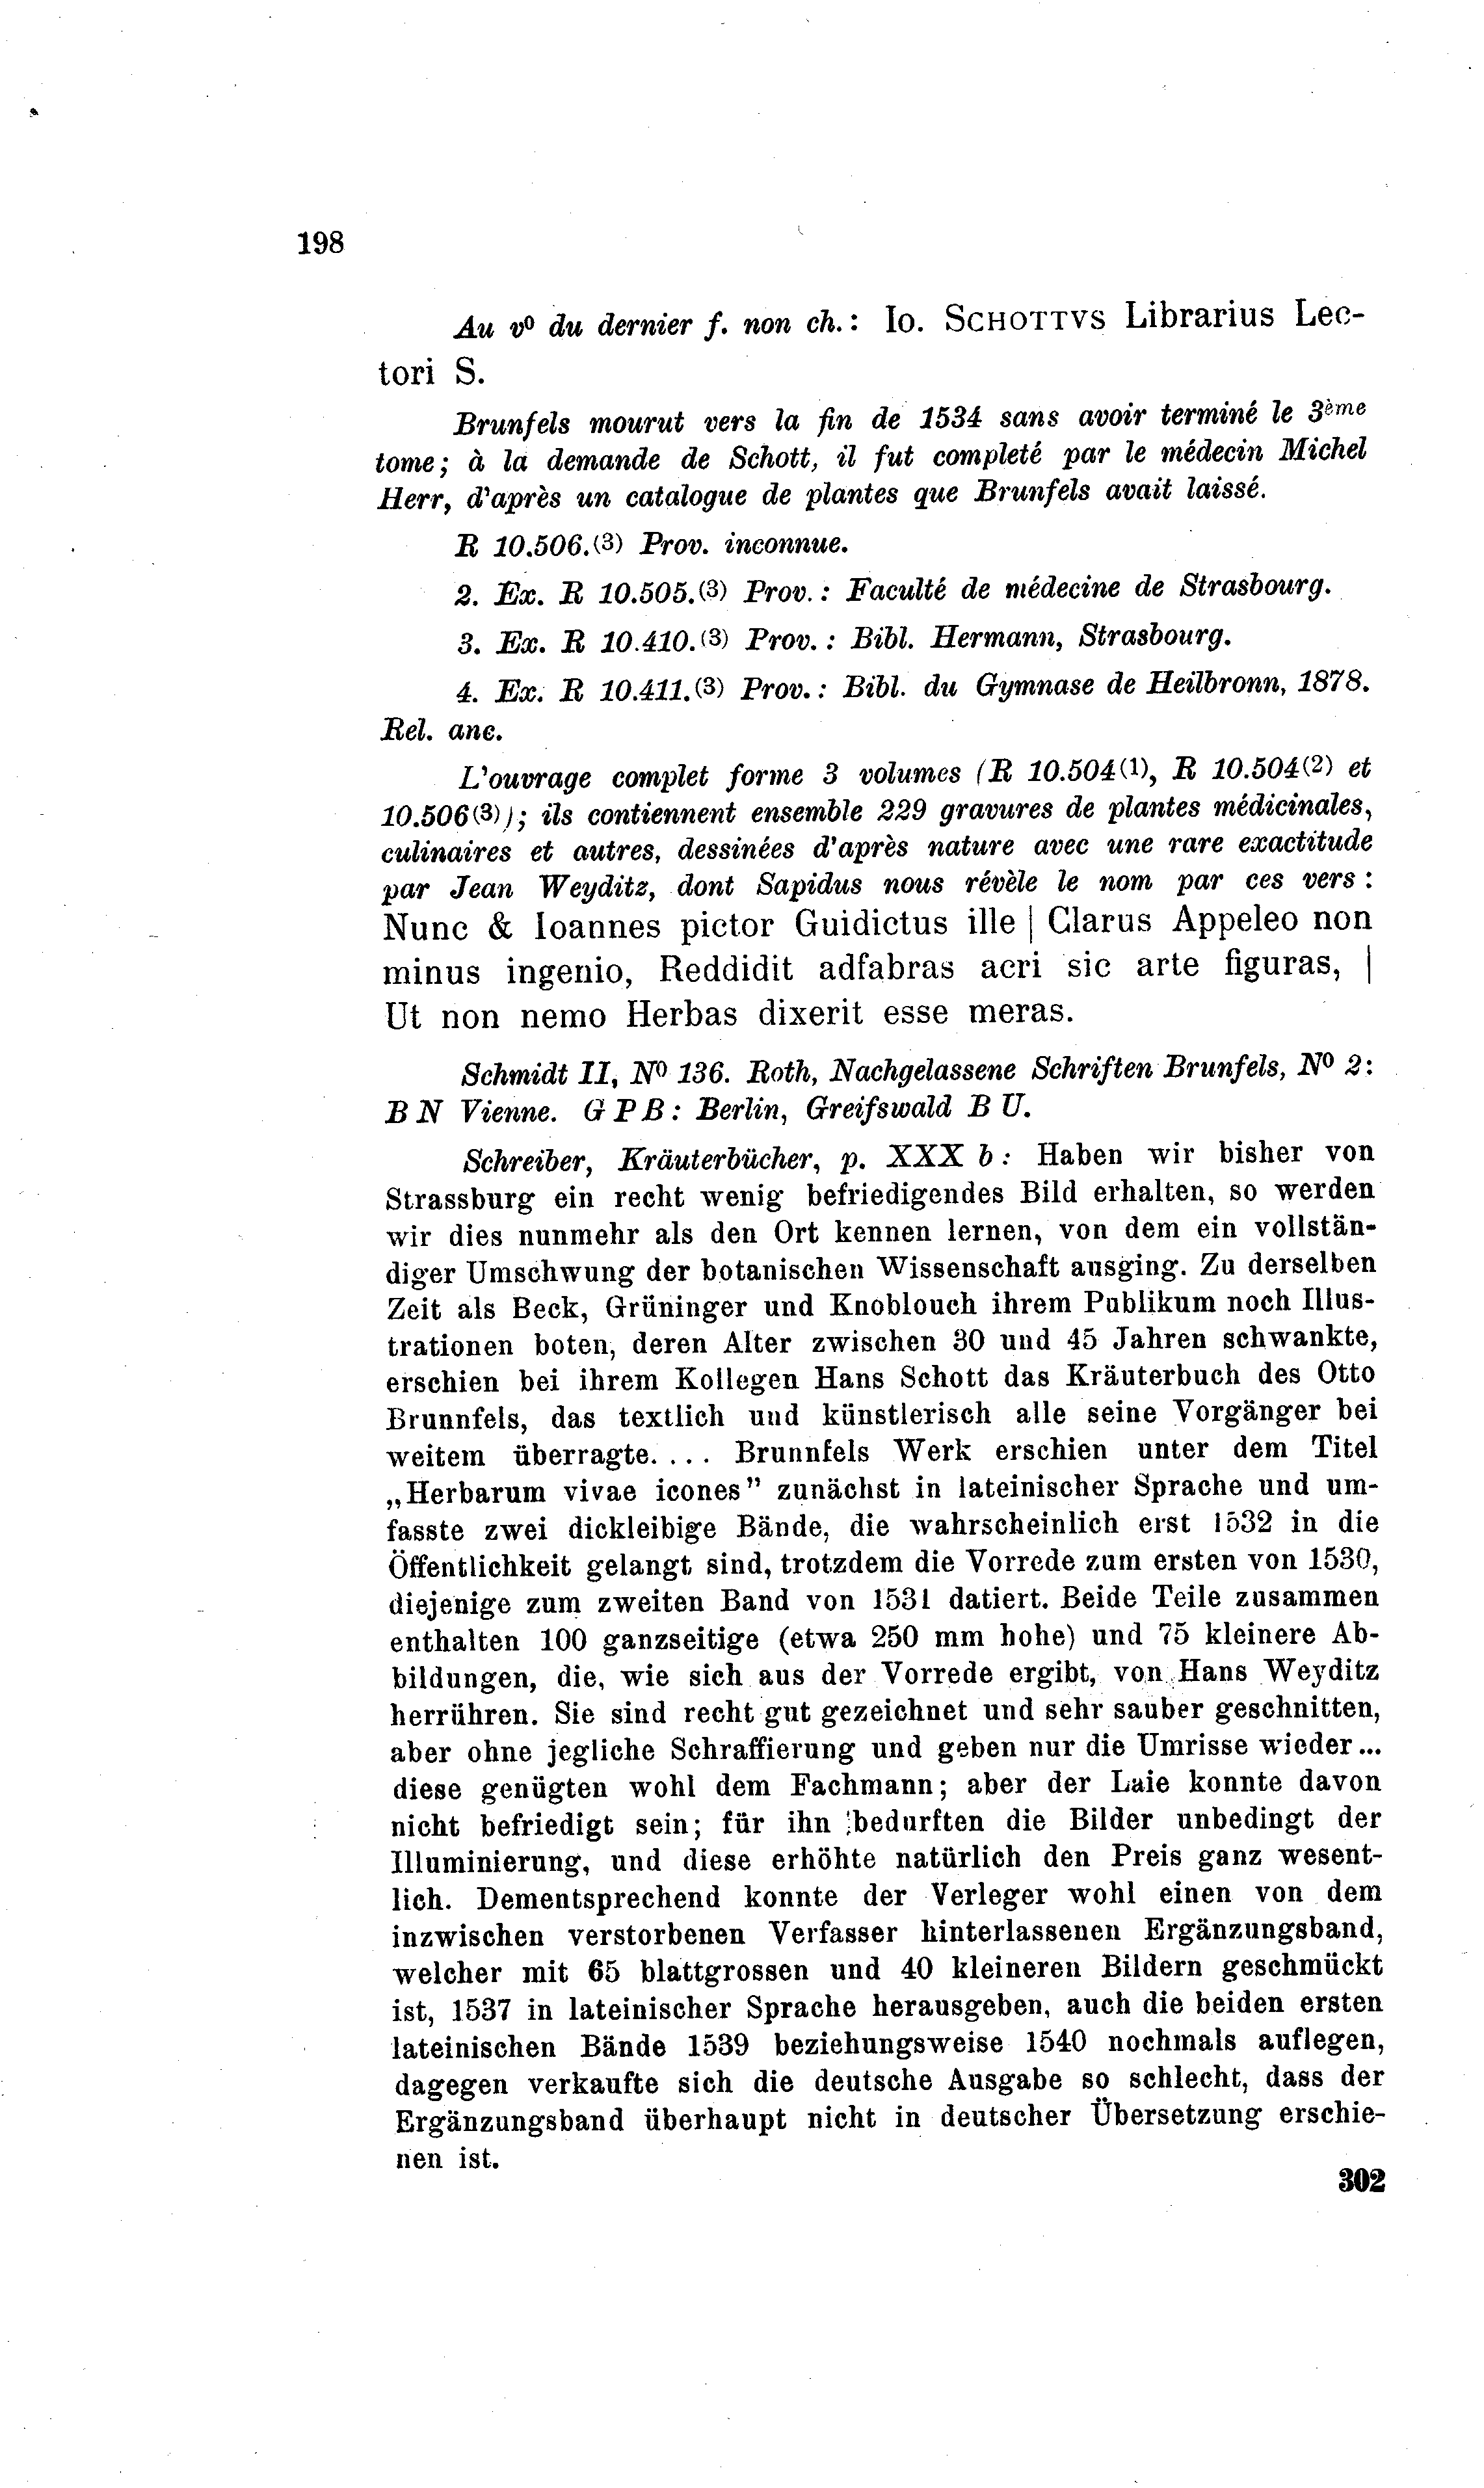 198
Au vº du dernier f. non ch.: Io. SCHOTTVS Librarius Lec-
tori S.
Brunfels mourut vers la fin de 1534 sans avoir terminé le 3ème
tome; à la demande de Schott, il fut completé par le médecin Michel
Herr, d'après un catalogue de plantes que Brunfels avait laissé.
R 10.506.(3) Prov. inconnue.
2. Ex. R 10.505.(3) Prov.: Faculté de médecine de Strasbourg.
3. Ex. R 10.410.(3) Prov.: Bibl. Hermann, Strasbourg.
4. Ex. R 10.411.(3) Prov.: Bibl. du Gymnase de Heilbronn, 1878.
Rel. anc.
L'ouvrage complet forme 3 volumes (R 10.504(1), R 10.504(2) et
10.506(3)); ils contiennent ensemble 229 gravures de plantes médicinales,
culinaires et autres, dessinées d'après nature avec une rare exactitude
par Jean Weyditz, dont Sapidus nous révèle le nom par ces vers:
Nunc & Ioannes pictor Guidictus ille | Clarus Appeleo non
minus ingenio, Reddidit adfabras acri sic arte figuras, |
Ut non nemo Herbas dixerit esse meras.
Schmidt II, Nº 136. Roth, Nachgelassene Schriften Brunfels, Nº 2:
B N Vienne. G P B: Berlin, Greifswald B U.
Schreiber, Kräuterbücher, p. XXX b: Haben wir bisher von
Strassburg ein recht wenig befriedigendes Bild erhalten, so werden
wir dies nunmehr als den Ort kennen lernen, von dem ein vollstän-
diger Umschwung der botanischen Wissenschaft ausging. Zu derselben
Zeit als Beck, Grüninger und Knoblouch ihrem Publikum noch Illus-
trationen boten, deren Alter zwischen 30 und 45 Jahren schwankte,
erschien bei ihrem Kollegen Hans Schott das Kräuterbuch des Otto
Brunnfels, das textlich und künstlerisch alle seine Vorgänger bei
weitem überragte. ... Brunnfels Werk erschien unter dem Titel
„Herbarum vivae icones" zunächst in lateinischer Sprache und um-
fasste zwei dickleibige Bände, die wahrscheinlich erst 1532 in die
Öffentlichkeit gelangt sind, trotzdem die Vorrede zum ersten von 1530,
diejenige zum zweiten Band von 1531 datiert. Beide Teile zusammen
enthalten 100 ganzseitige (etwa 250 mm hohe) und 75 kleinere Ab-
bildungen, die, wie sich aus der Vorrede ergibt, von Hans Weyditz
herrühren. Sie sind recht gut gezeichnet und sehr sauber geschnitten,
aber ohne jegliche Schraffierung und geben nur die Umrisse wieder...
diese genügten wohl dem Fachmann; aber der Laie konnte davon
nicht befriedigt sein; für ihn bedurften die Bilder unbedingt der
Illuminierung, und diese erhöhte natürlich den Preis ganz wesent-
lich. Dementsprechend konnte der Verleger wohl einen von dem
inzwischen verstorbenen Verfasser hinterlassenen Ergänzungsband,
welcher mit 65 blattgrossen und 40 kleineren Bildern geschmückt
ist, 1537 in lateinischer Sprache herausgeben, auch die beiden ersten
lateinischen Bände 1539 beziehungsweise 1540 nochmals auflegen,
dagegen verkaufte sich die deutsche Ausgabe so schlecht, dass der
Ergänzungsband überhaupt nicht in deutscher Übersetzung erschie-
nen ist.
302